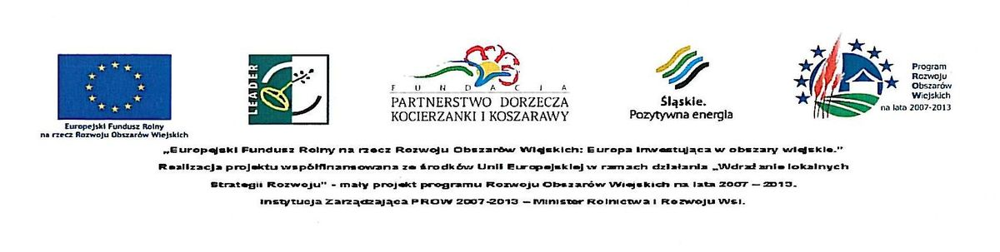 Europejski Fundusz Rolny
na rzecz Rozwoju Obszarów Wiejskich
LEADER
FUNDACJA
PARTNERSTWO DORZECZA
KOCIERZANKI I KOSZARAWY
Śląskie.
Pozytywna energia
Program
Rozwoju
Obszarów
Wiejskich
na lata 2007-2013
„Europejski Fundusz Rolny na rzecz Rozwoju Obszarów Wiejskich: Europa inwestująca w obszary wiejskie.”
Realizacja projektu współfinansowana ze środków Unii Europejskiej w ramach działania „Wdrażanie lokalnych
Strategii Rozwoju” - mały projekt programu Rozwoju Obszarów Wiejskich na lata 2007 – 2013.
Instytucja Zarządzająca PROW 2007-2013 – Minister Rolnictwa i Rozwoju Wsi.